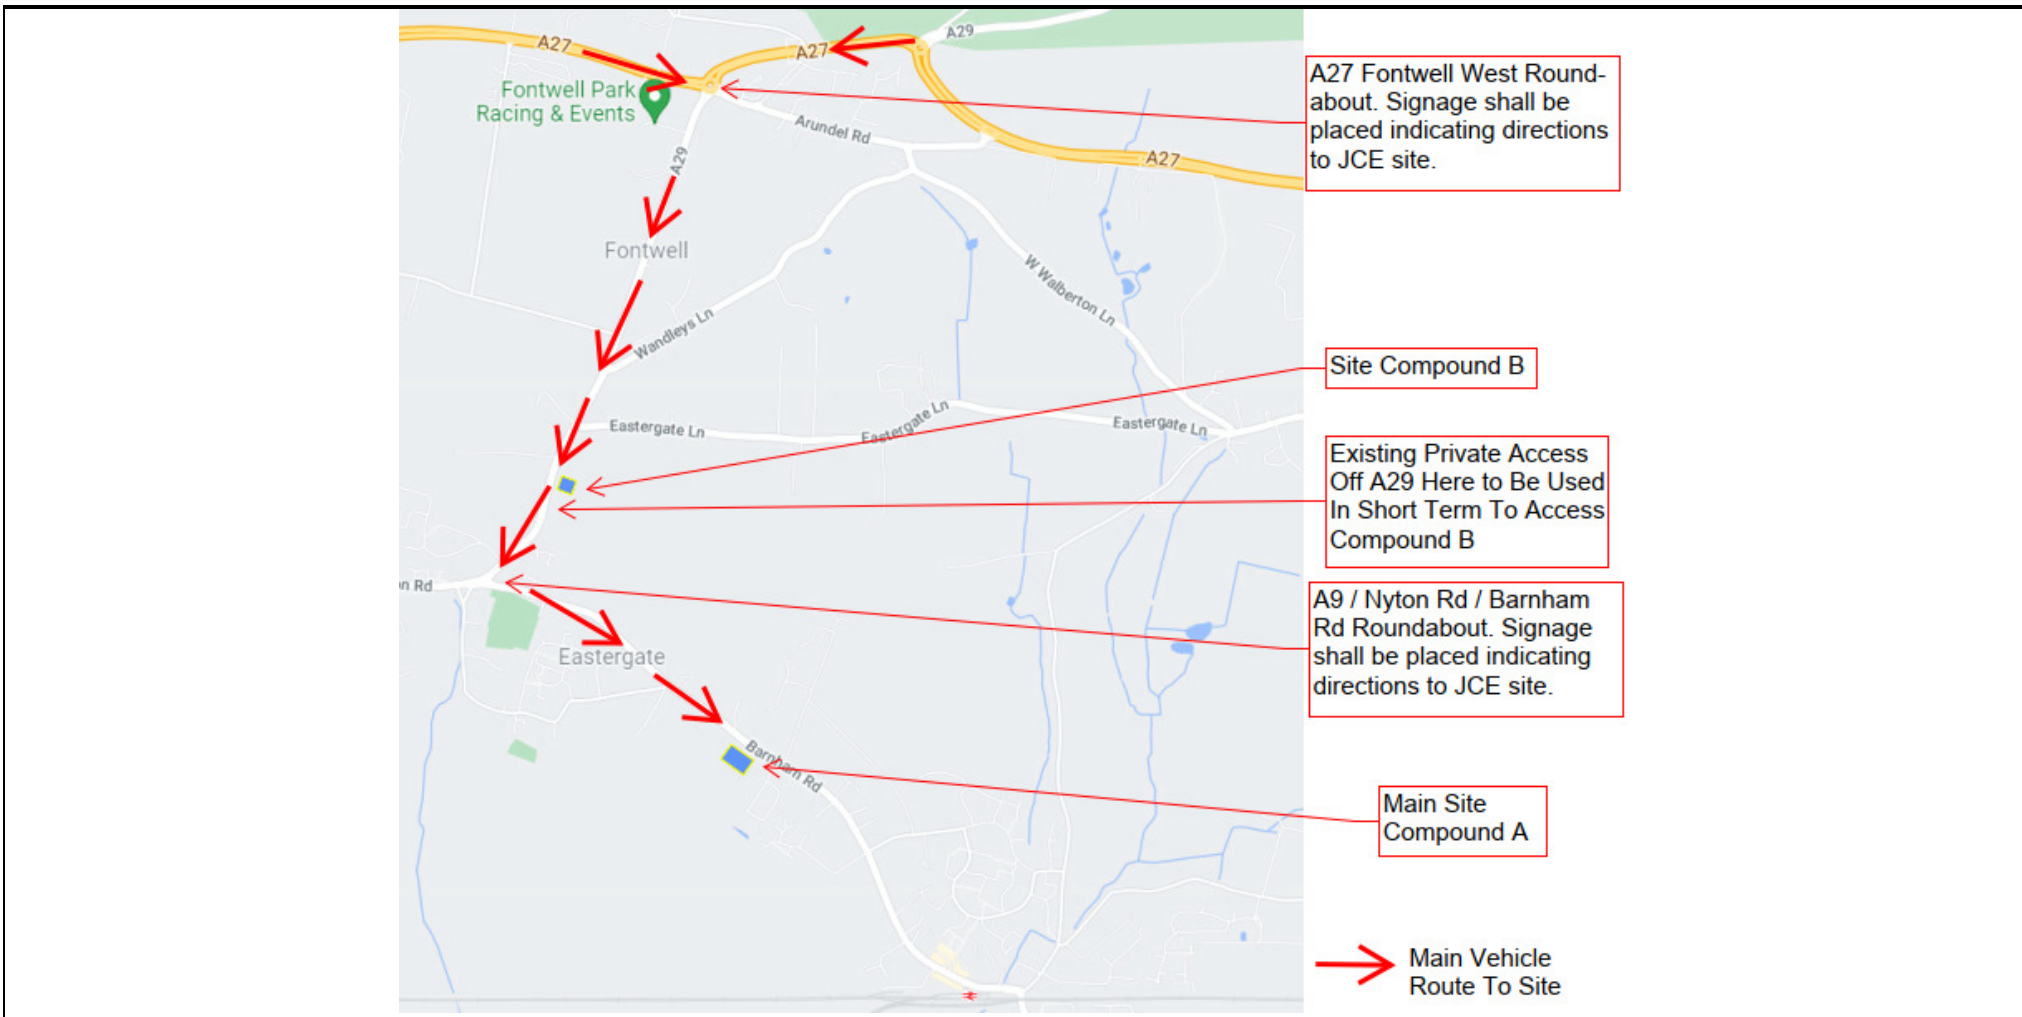 A27
A27
A29
Fontwell Park
Racing & Events
Arundel Rd
A29
A27
A27 Fontwell West Round-
about. Signage shall be
placed indicating directions
to JCE site.
Fontwell
W Walberton Ln
Wandleys Ln
Site Compound B
Eastergate Ln
Eastergate Ln
Eastergate Ln
Existing Private Access
Off A29 Here to Be Used
In Short Term To Access
Compound B
on Rd
A9 / Nyton Rd / Barnham
Rd Roundabout. Signage
shall be placed indicating
directions to JCE site.
Eastergate
Barnham Rd
Main Site
Compound A
Main Vehicle
Route To Site